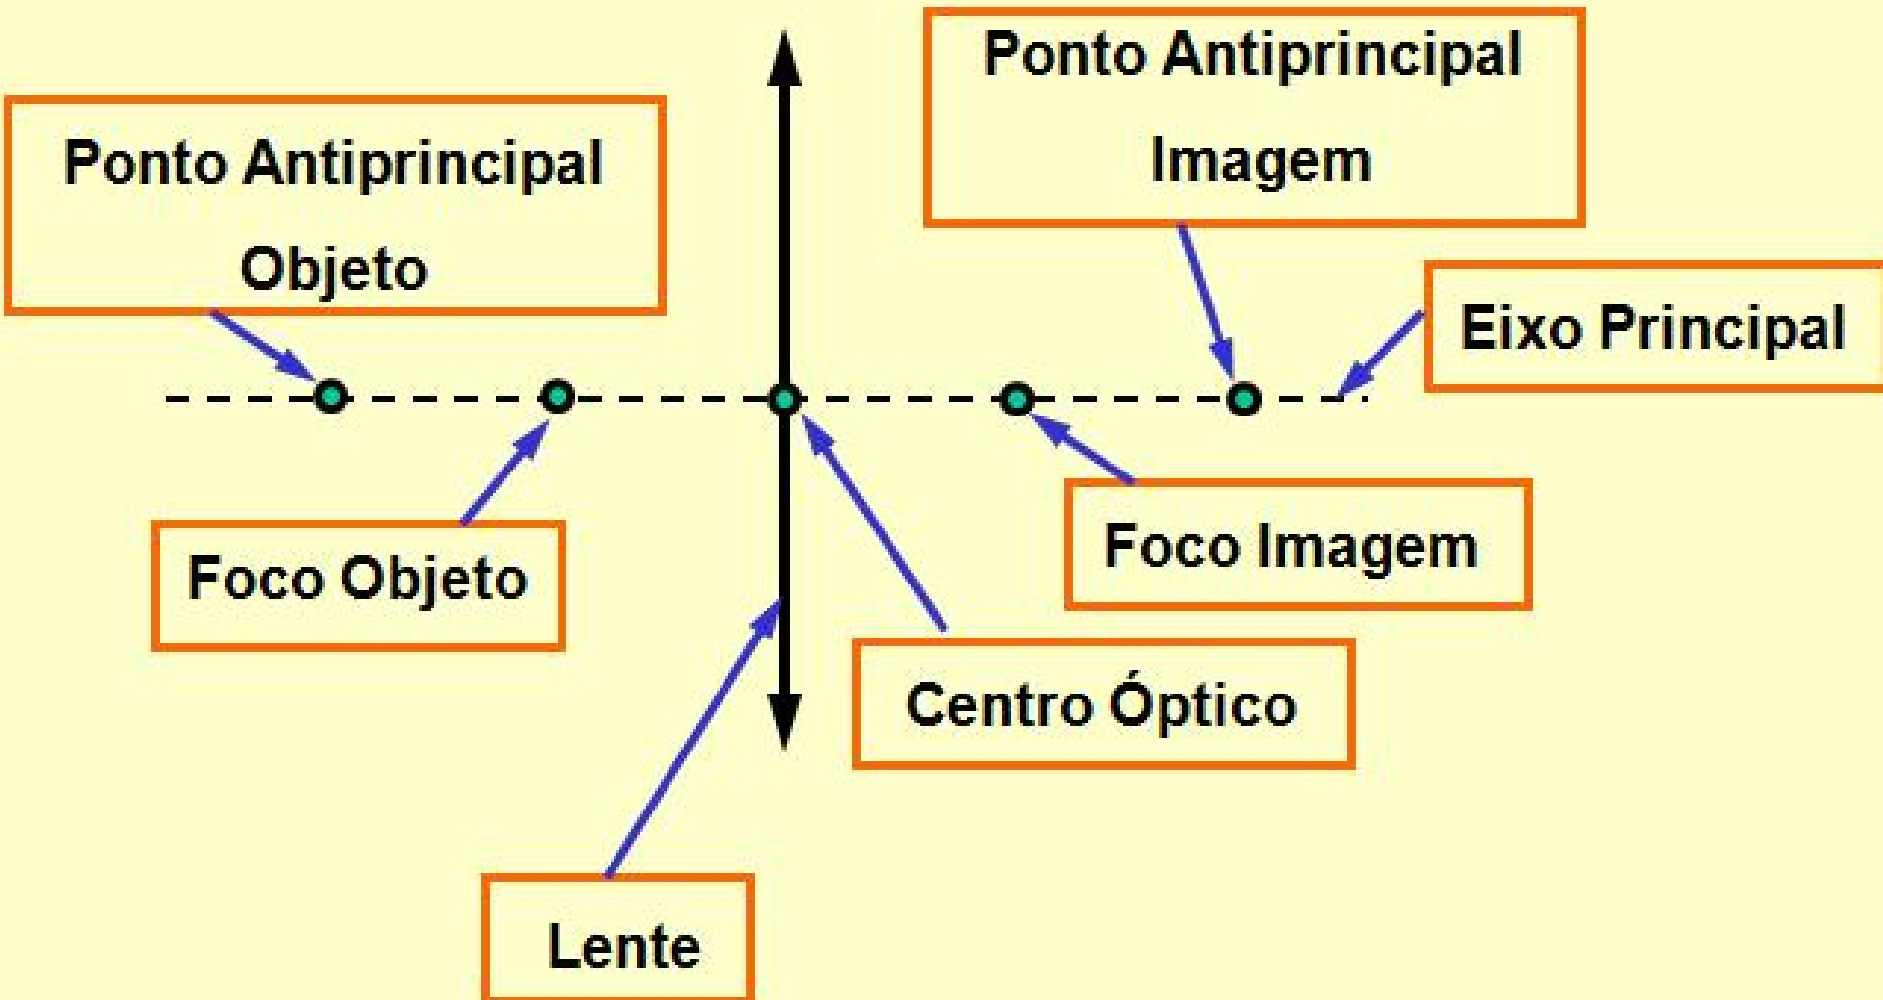 Ponto Antiprincipal
Imagem
Ponto Antiprincipal
Objeto
Eixo Principal
Foco Imagem
Foco Objeto
Centro Óptico
Lente